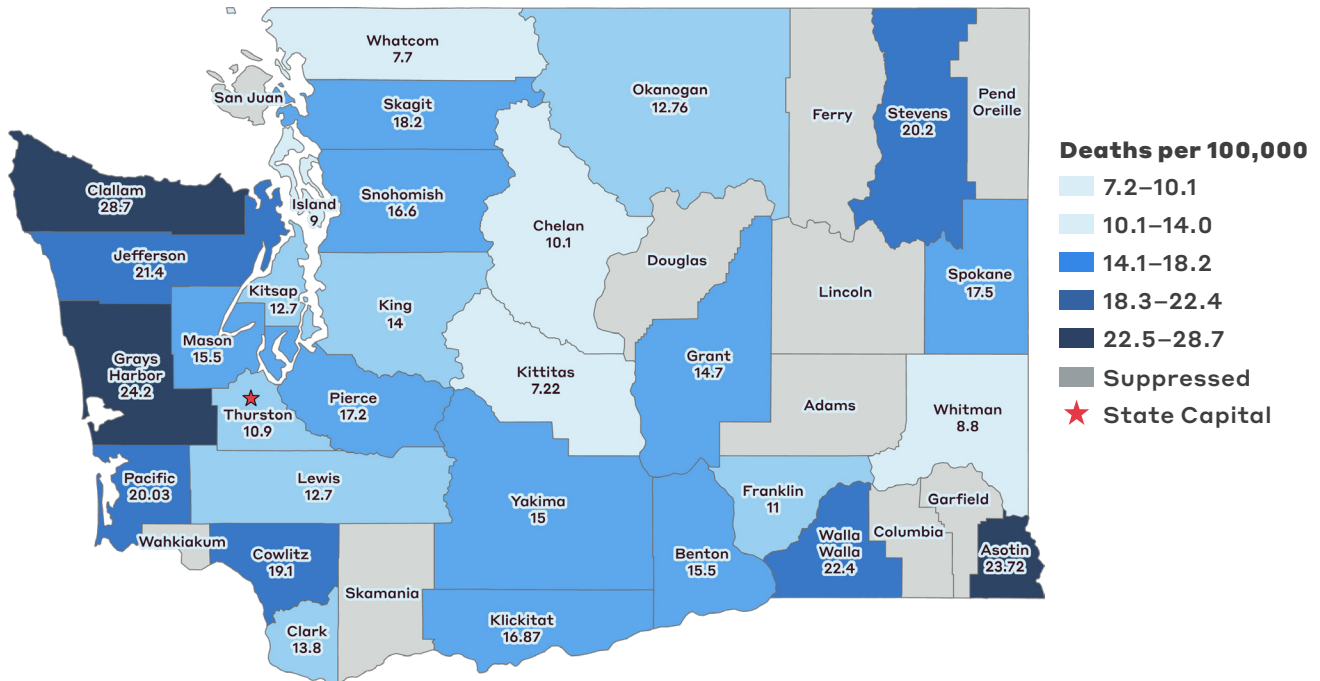 Whatcom
7.7
San Juan
Skagit
18.2
Okanogan
12.76
Ferry
Stevens
20.2
Pend
Oreille
Clallam
28.7
Island
9
Snohomish
16.6
Chelan
10.1
Jefferson
21.4
Douglas
Spokane
17.5
Kitsap
12.7
King
14
Lincoln
Mason
15.5
Grays
Harbor
24.2
Grant
14.7
Kittitas
7.22
Thurston
10.9
Pierce
17.2
Adams
Whitman
8.8
Pacific
20.03
Lewis
12.7
Yakima
15
Franklin
11
Garfield
Wahkiakum
Cowlitz
19.1
Benton
15.5
Walla
Walla
22.4
Columbia
Asotin
23.72
Skamania
Klickitat
16.87
Clark
13.8
Deaths per 100,000
7.2–10.1
10.1–14.0
14.1–18.2
18.3–22.4
22.5–28.7
Suppressed
State Capital